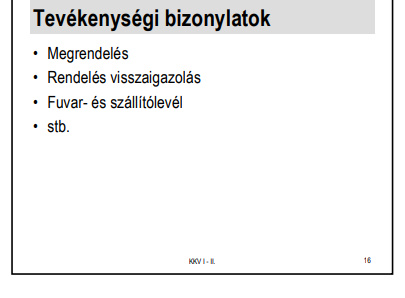 Tevékenységi bizonylatok
• Megrendelés
• Rendelés visszaigazolás
• Fuvar- és szállítólevél
• stb.
KKV I - II. 16